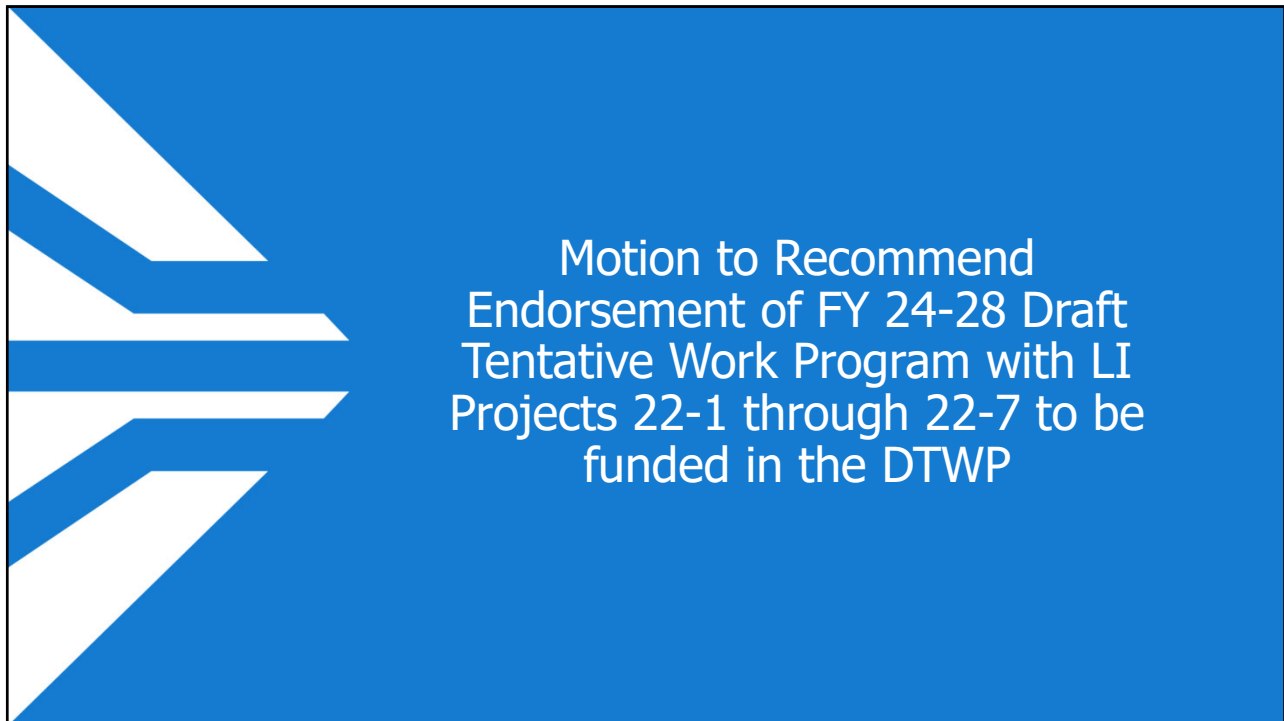 Motion to Recommend
Endorsement of FY 24-28 Draft
Tentative Work Program with LI
Projects 22-1 through 22-7 to be
funded in the DTWP